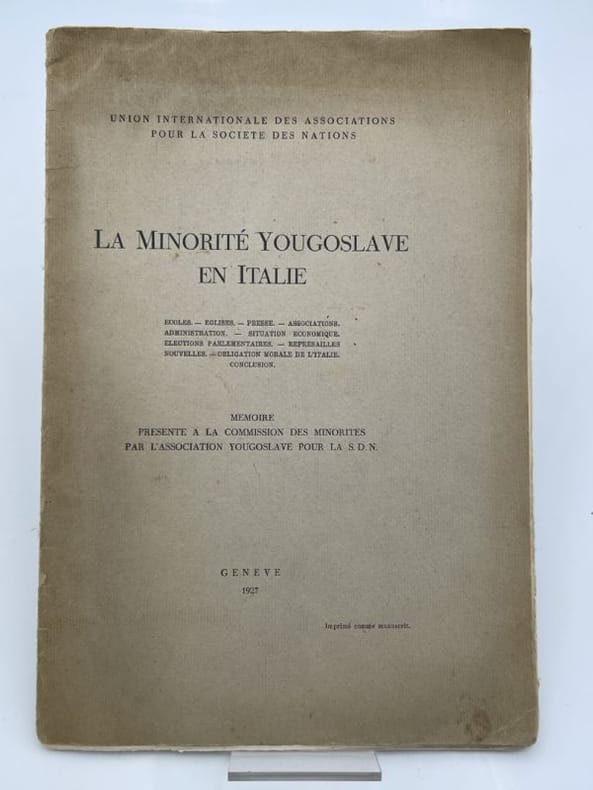 UNION INTERNATIONALE DES ASSOCIATIONS
POUR LA SOCIETE DES NATIONS
LA MINORITÉ YOUGOSLAVE
EN ITALIE
ECOLES. — EGLISES. — PRESSE. — ASSOCIATIONS.
ADMINISTRATION. — SITUATION ECONOMIQUE.
ELECTIONS PARLEMENTAIRES. — REPRESAILLES
NOUVELLES. — OBLIGATION MORALE DE L'ITALIE.
CONCLUSION.
MEMOIRE
PRESENTE A LA COMMISSION DES MINORITES
PAR L'ASSOCIATION YOUGOSLAVE POUR LA S.D.N.
GENEVE
1927
Imprimé comme manuscrit.